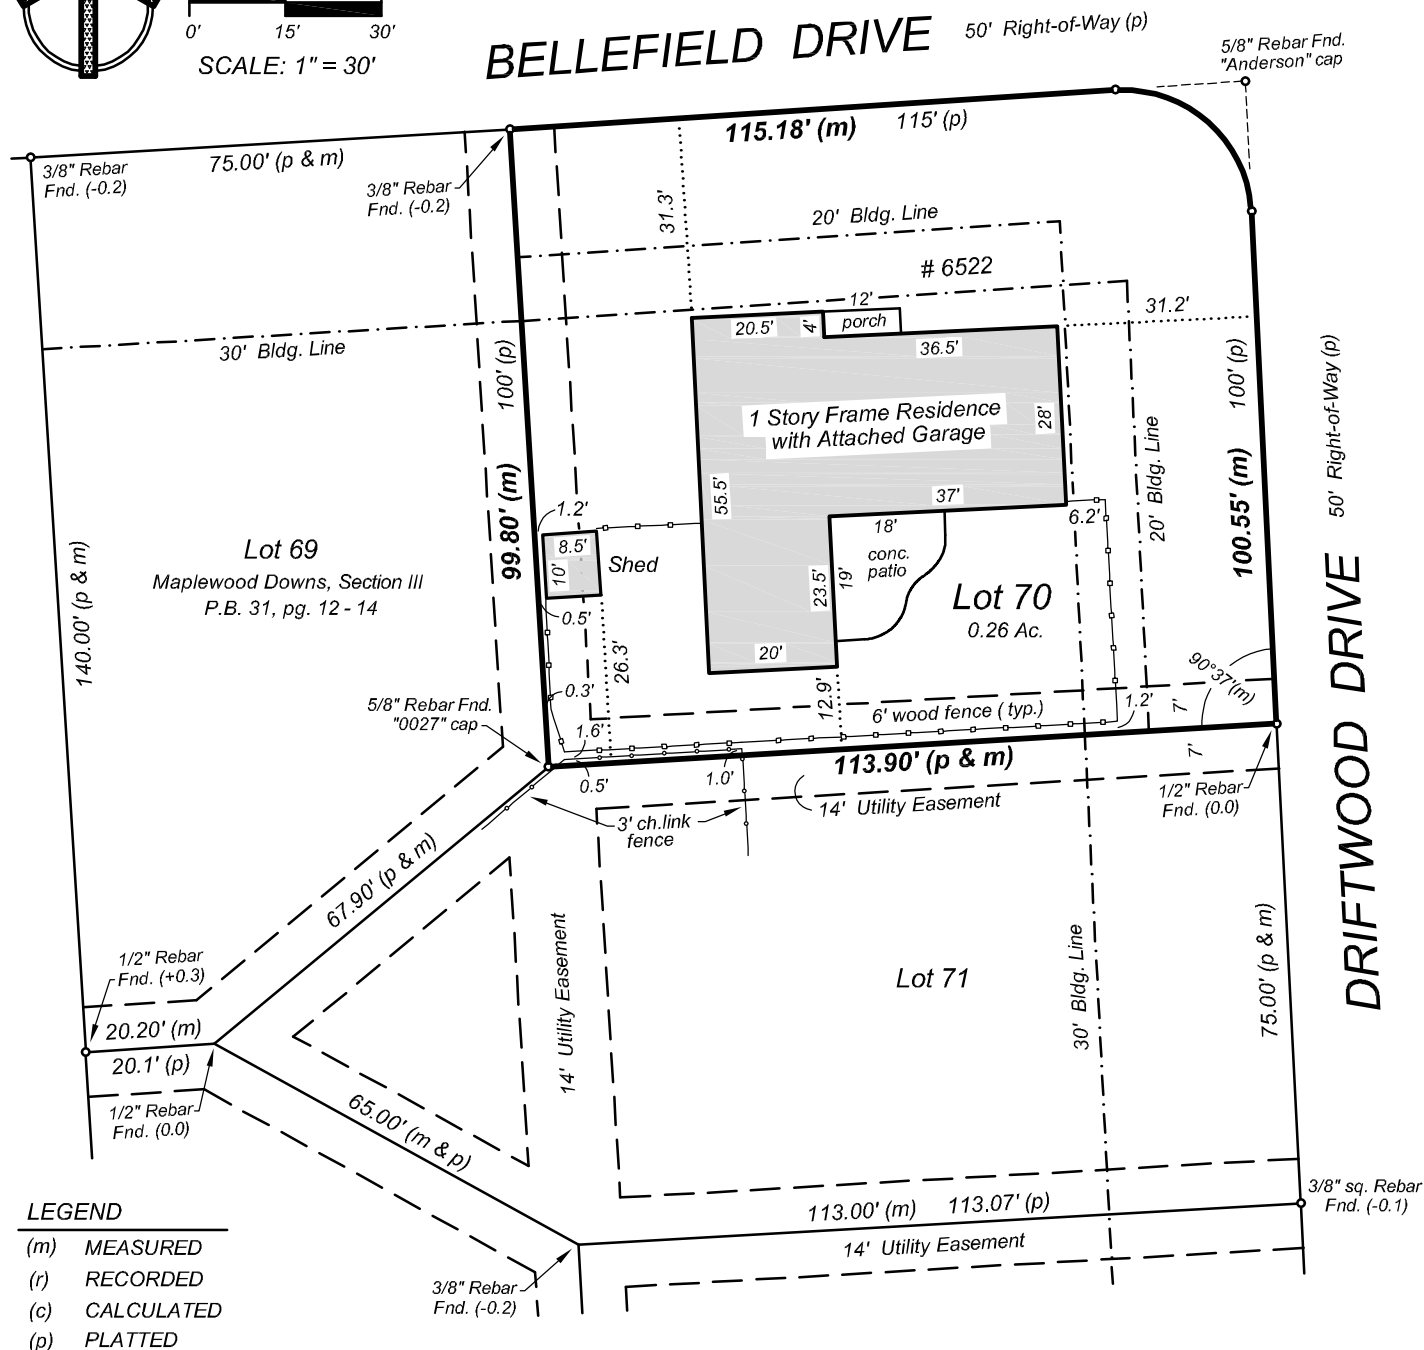 0' 15' 30'
SCALE: 1" = 30'
BELLEFIELD DRIVE
50' Right-of-Way (p)
5/8" Rebar Fnd.
"Anderson" cap
3/8" Rebar
Fnd. (-0.2)
75.00' (p & m)
3/8" Rebar
Fnd. (-0.2)
115.18' (m)
115' (p)
31.3'
20' Bldg. Line
# 6522
30' Bldg. Line
12'
20.5'
4'
porch
36.5'
31.2'
100' (p)
100' (p)
50' Right-of-Way (p)
1 Story Frame Residence
with Attached Garage
28'
20' Bldg. Line
99.80' (m)
100.55' (m)
55.5'
37'
1.2'
8.5'
10'
Shed
0.5'
18'
conc.
patio
6.2'
23.5'
19'
Lot 69
Maplewood Downs, Section III
P.B. 31, pg. 12 - 14
140.00' (p & m)
Lot 70
0.26 Ac.
DRIFTWOOD DRIVE
20'
26.3'
12.9'
90°37'(m)
5/8" Rebar Fnd.
"0027" cap
0.3'
1.6'
6' wood fence ( typ.)
1.2'
7'
7'
0.5'
1.0'
113.90' (p & m)
14' Utility Easement
1/2" Rebar
Fnd. (0.0)
3' ch.link
fence
67.90' (p & m)
14' Utility Easement
Lot 71
30' Bldg. Line
75.00' (p & m)
1/2" Rebar
Fnd. (+0.3)
20.20' (m)
20.1' (p)
1/2" Rebar
Fnd. (0.0)
65.00' (m & p)
3/8" sq. Rebar
Fnd. (-0.1)
113.00' (m) 113.07' (p)
14' Utility Easement
3/8" Rebar
Fnd. (-0.2)
LEGEND
(m) MEASURED
(r) RECORDED
(c) CALCULATED
(p) PLATTED